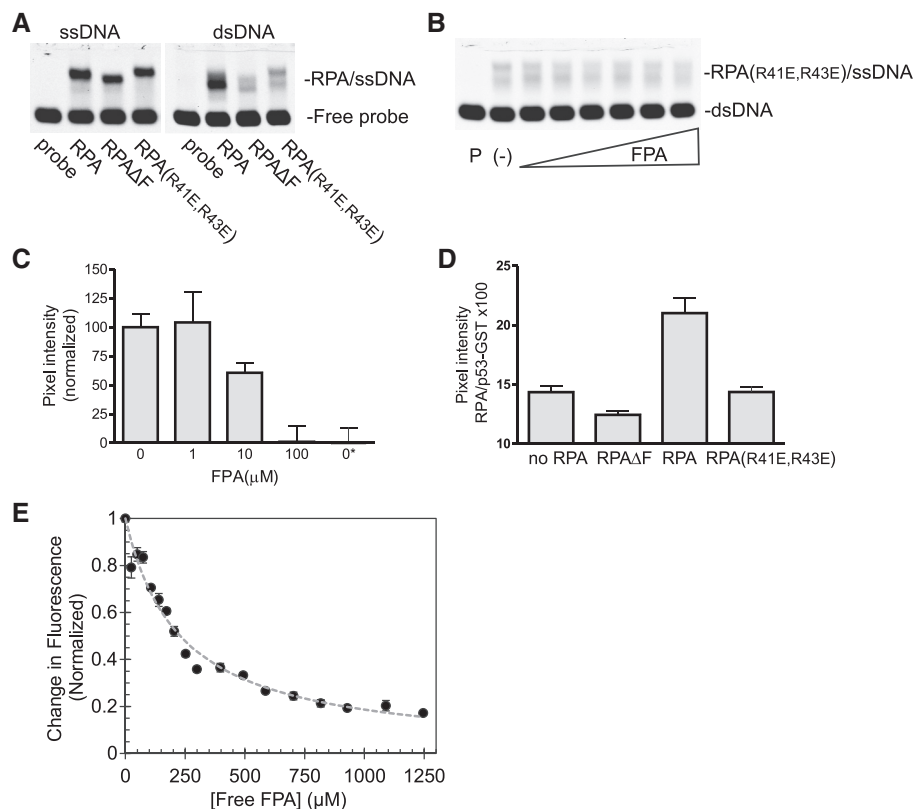 A
ssDNA
dsDNA
-RPA/ssDNA
-Free probe
probe
RPA
RPAΔF
RPA(R41E,R43E)
probe
RPA
RPAΔF
RPA(R41E,R43E)
B
-RPA(R41E,R43E)/ssDNA
-dsDNA
P (-)
FPA
C
Pixel intensity
(normalized)
150
125
100
75
50
25
0
0 1 10 100 0*
FPA(μM)
D
Pixel intensity
RPA/p53-GST x100
25
20
15
10
no RPA RPAΔF RPA RPA(R41E,R43E)
E
Change in Fluorescence
(Normalized)
1
0.8
0.6
0.4
0.2
0
0 250 500 750 1000 1250
[Free FPA] (μM)